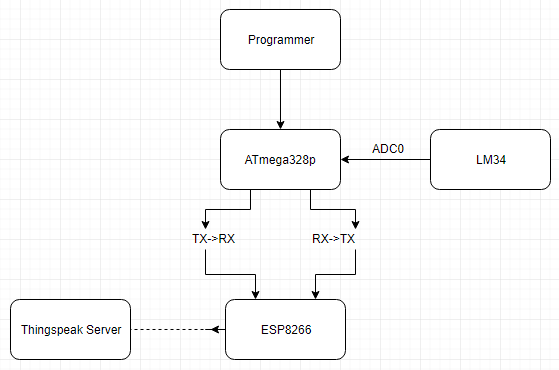 Programmer
ATmega328p
ADC0
LM34
TX->RX
RX->TX
Thingspeak Server
ESP8266